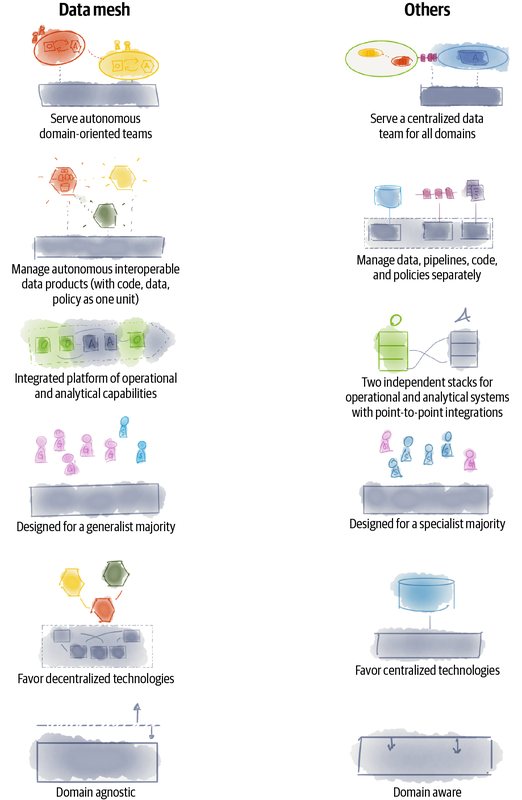 Data mesh
Others
Serve autonomous
domain-oriented teams
Serve a centralized data
team for all domains
Manage autonomous interoperable
data products (with code, data,
policy as one unit)
Manage data, pipelines, code,
and policies separately
O
A
Integrated platform of operational
and analytical capabilities
Two independent stacks for
operational and analytical systems
with point-to-point integrations
Designed for a generalist majority
Designed for a specialist majority
Favor decentralized technologies
Favor centralized technologies
Domain agnostic
Domain aware